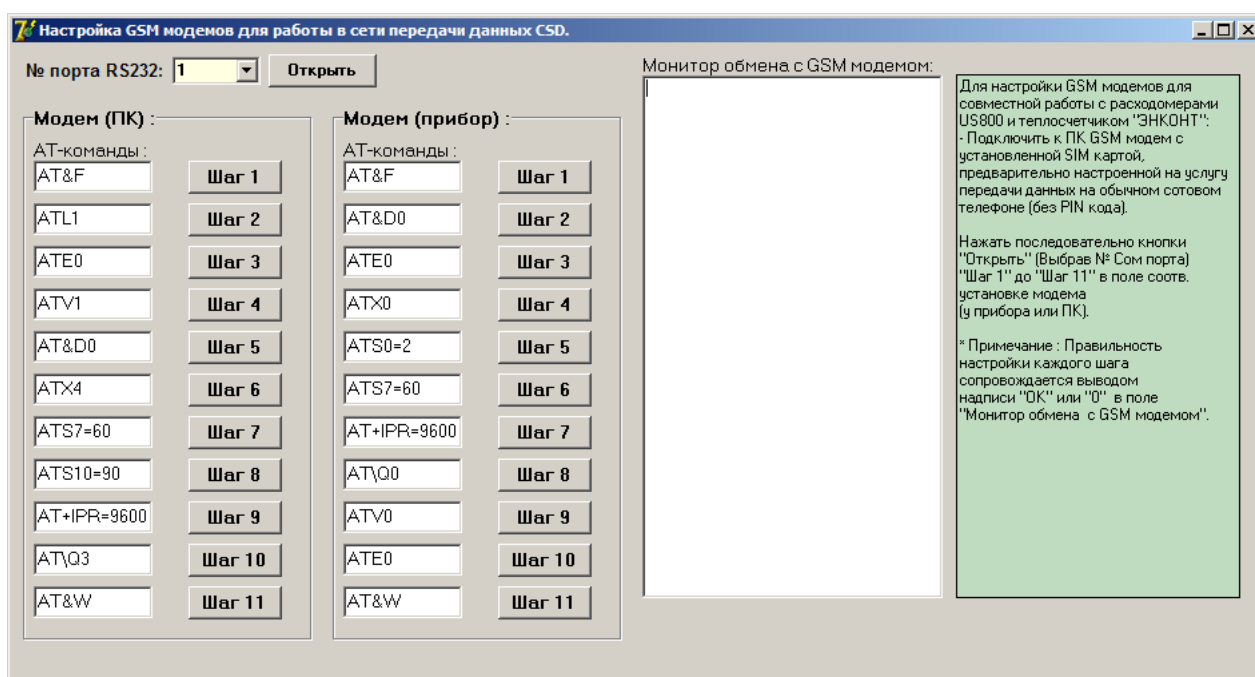 Настройка GSM модемов для работы в сети передачи данных CSD.
№ порта RS232: 1 Открыть
Модем (ПК) :
АТ-команды :
AT&F Шаг 1
ATL1 Шаг 2
ATE0 Шаг 3
ATV1 Шаг 4
AT&D0 Шаг 5
ATX4 Шаг 6
ATS7=60 Шаг 7
ATS10=90 Шаг 8
AT+IPR=9600 Шаг 9
AT\Q3 Шаг 10
AT&W Шаг 11
Модем (прибор) :
АТ-команды :
AT&F Шаг 1
AT&D0 Шаг 2
ATE0 Шаг 3
ATX0 Шаг 4
ATS0=2 Шаг 5
ATS7=60 Шаг 6
AT+IPR=9600 Шаг 7
AT\Q0 Шаг 8
ATV0 Шаг 9
ATE0 Шаг 10
AT&W Шаг 11
Монитор обмена с GSM модемом:
Для настройки GSM модемов для
совместной работы с расходомерами
US800 и теплосчетчиком "ЭНКОНТ":
- Подключить к ПК GSM модем с
установленной SIM картой,
предварительно настроенной на услугу
передачи данных на обычном сотовом
телефоне (без PIN кода).
Нажать последовательно кнопки
"Открыть" (Выбрав № Сом порта)
"Шаг 1" до "Шаг 11" в поле соотв.
установке модема
(у прибора или ПК).
* Примечание : Правильность
настройки каждого шага
сопровождается выводом
надписи "ОК" или "0" в поле
"Монитор обмена с GSM модемом".